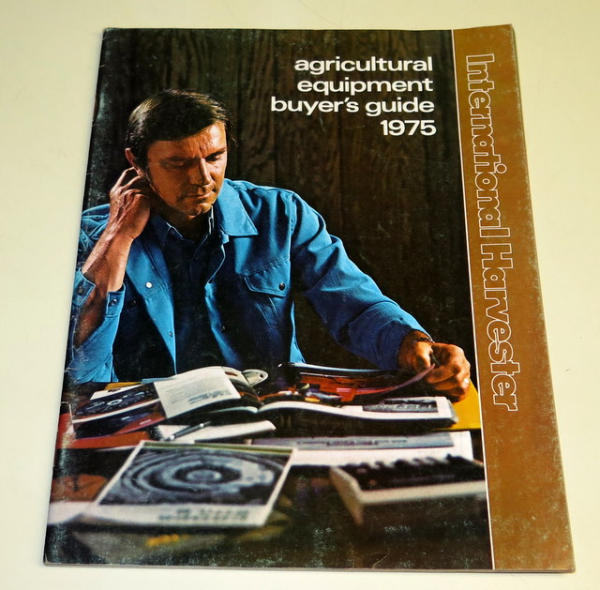 agricultural
equipment
buyer's guide
1975
International Harvester